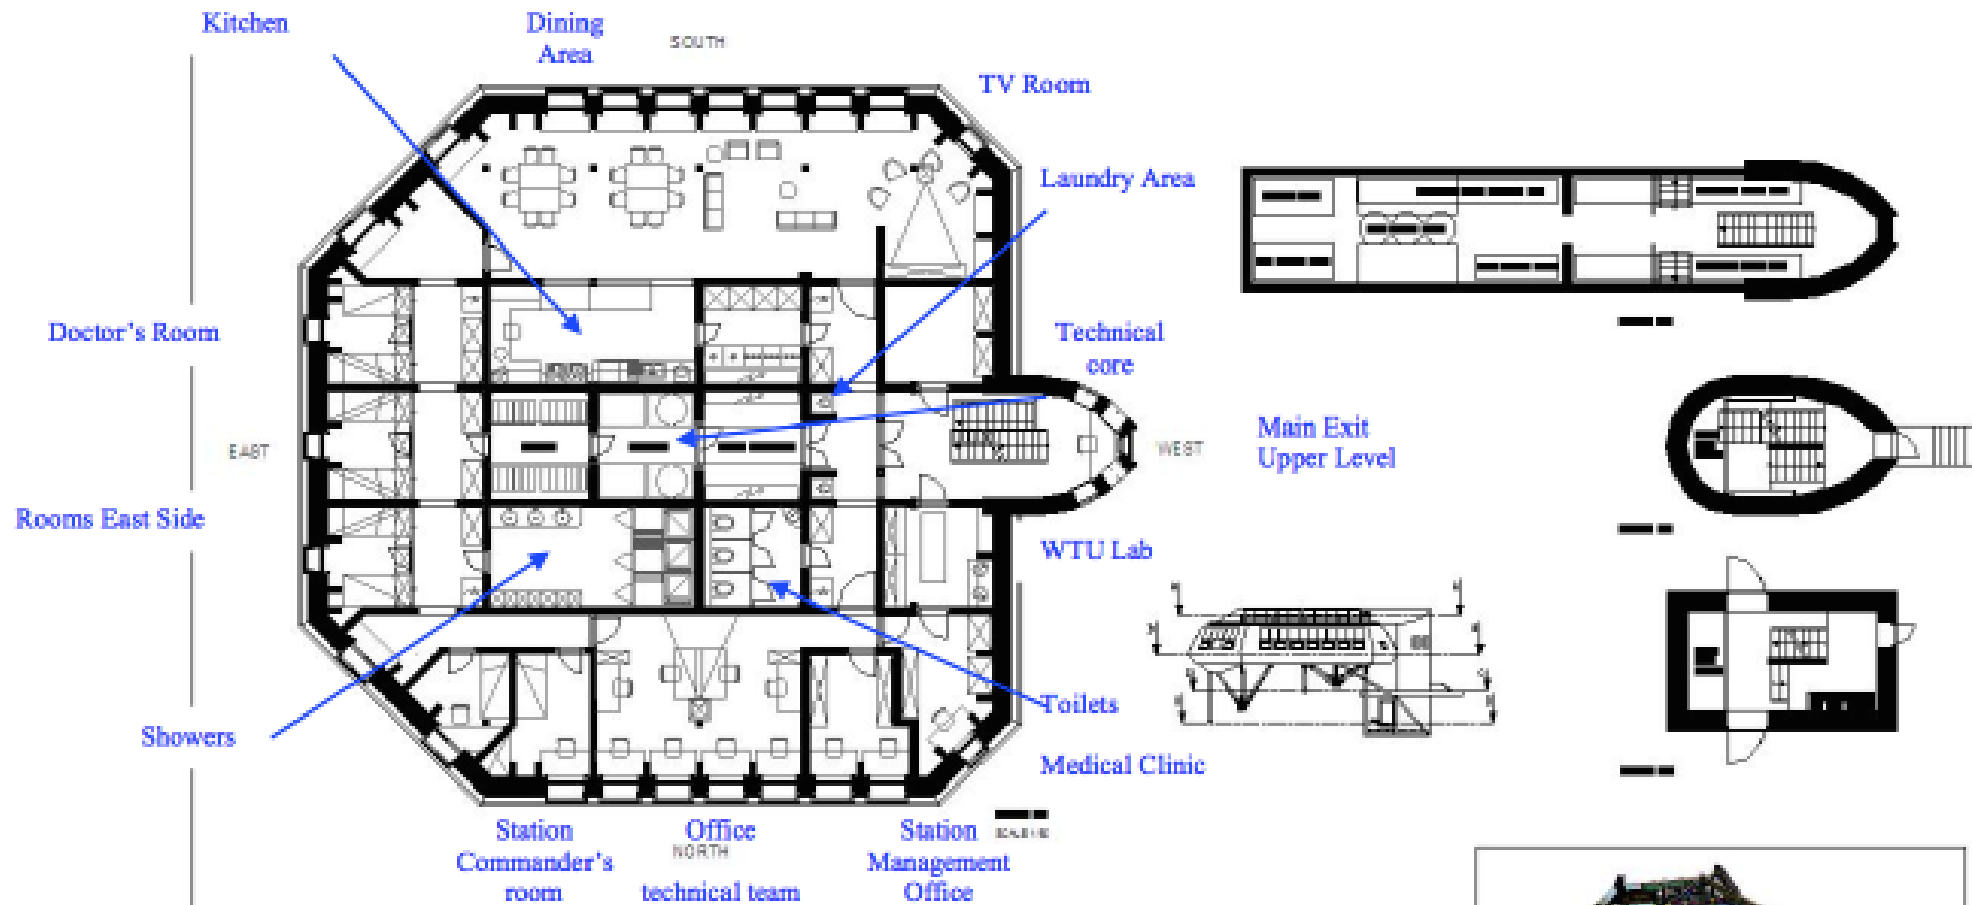 Kitchen
Dining
Area
SOUTH
TV Room
Laundry Area
Doctor's Room
Technical
core
EAST
WEST
Main Exit
Upper Level
Rooms East Side
WTU Lab
Showers
Toilets
Medical Clinic
Station
Commander's
room
Office
NORTH
technical team
Station
Management
Office